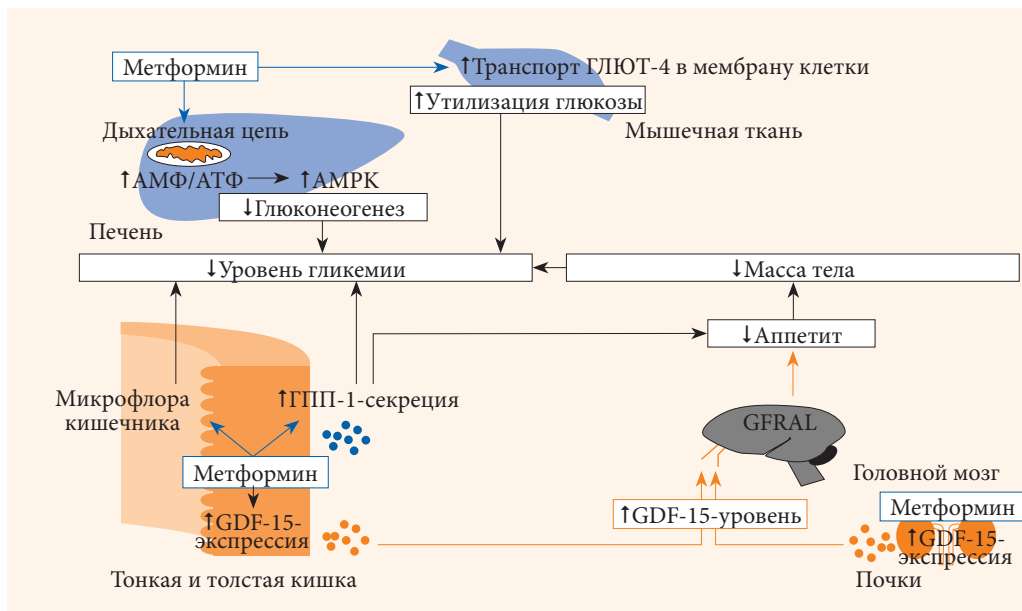 Метформин
↑Транспорт ГЛЮТ-4 в мембрану клетки
↑Утилизация глюкозы
Мышечная ткань
Дыхательная цепь
↑АМФ/АТФ
↑AMPK
↓Глюконеогенез
Печень
↓Уровень гликемии
↓Масса тела
↓Аппетит
Микрофлора
кишечника
↑ГПП-1-секреция
GFRAL
Метформин
Головной мозг
↑GDF-15-
экспрессия
↑GDF-15-уровень
Метформин
↑GDF-15-
экспрессия
Тонкая и толстая кишка
Почки